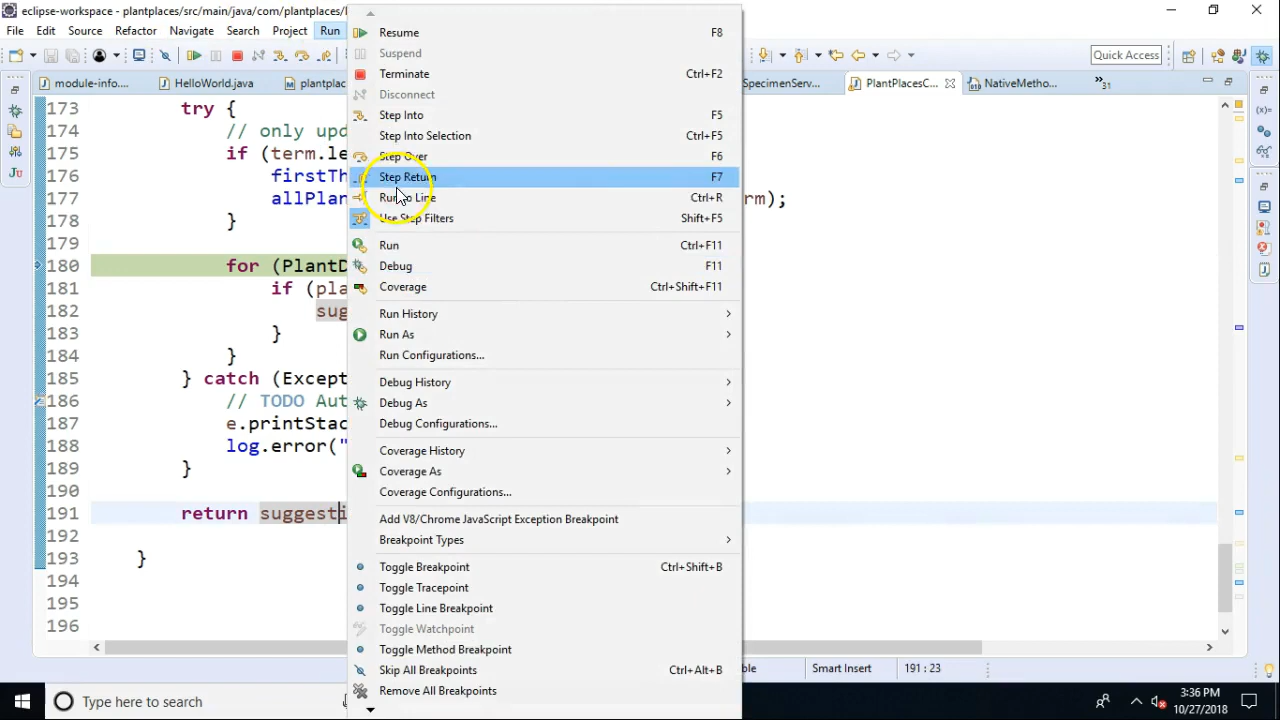 eclipse-workspace - plantplaces/src/main/java/com/plantplaces/
File Edit Source Refactor Navigate Search Project Run
Quick Access
module-info.... HelloWorld.java plantplac SpecimenServ... PlantPlacesC... NativeMetho... »31
Resume F8
Suspend
Terminate Ctrl+F2
Disconnect
Step Into F5
Step Into Selection Ctrl+F5
Step Over F6
Step Return F7
Run to Line Ctrl+R
Use Step Filters Shift+F5
Run Ctrl+F11
Debug F11
Coverage Ctrl+Shift+F11
Run History
Run As
Run Configurations...
Debug History
Debug As
Debug Configurations...
Coverage History
Coverage As
Coverage Configurations...
Add V8/Chrome JavaScript Exception Breakpoint
Breakpoint Types
Toggle Breakpoint Ctrl+Shift+B
Toggle Tracepoint
Toggle Line Breakpoint
Toggle Watchpoint
Toggle Method Breakpoint
Skip All Breakpoints Ctrl+Alt+B
Remove All Breakpoints
173 try {
174 // only upd
175 if (term.le
176 firstTh
177 allPlan rm);
178 }
179
180 for (PlantD
181 if (pla
182 sug
183 }
184 }
185 } catch (Except
186 // TODO Aut
187 e.printStac
188 log.error("
189 }
190
191 return suggesti
192
193 }
194
195
196
ble Smart Insert 191 : 23
Type here to search
3:36 PM
10/27/2018